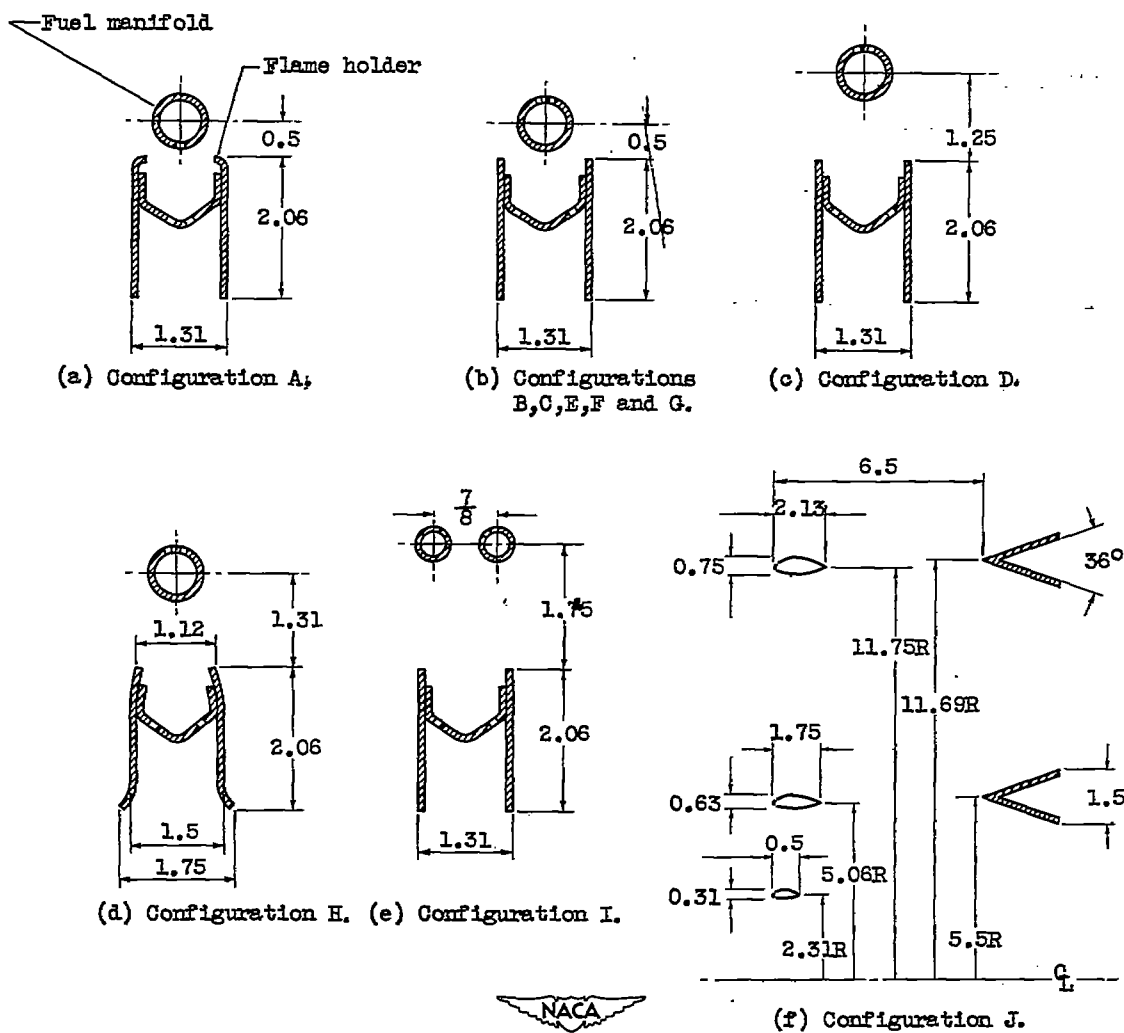 Fuel manifold
Flame holder
0.5
2.06
1.31
(a) Configuration A.
0.5
2.06
1.31
(b) Configurations
B,C,E,F and G.
1.25
2.06
1.31
(c) Configuration D.
1.12
1.31
2.06
1.5
1.75
(d) Configuration H.
7
8
1.75
2.06
1.31
(e) Configuration I.
6.5
2.13
0.75
36°
11.75R
11.69R
1.75
0.63
1.5
0.5
5.06R
0.31
2.31R
5.5R
CL
(f) Configuration J.
NACA